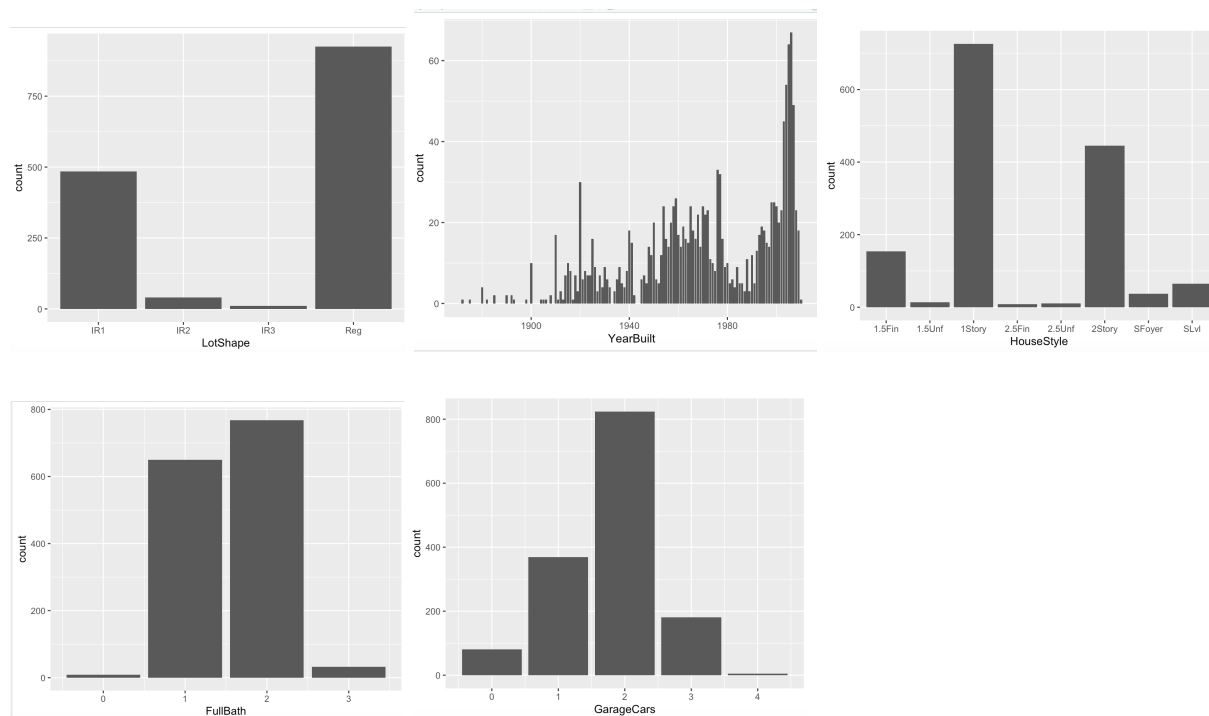 count
750
500
250
0
IR1 IR2 IR3 Reg
LotShape
count
60
40
20
0
1900 1940 1980
YearBuilt
count
600
400
200
0
1.5Fin 1.5Unf 1Story 2.5Fin 2.5Unf 2Story SFoyer SLvl
HouseStyle
count
800
600
400
200
0
0 1 2 3
FullBath
count
800
600
400
200
0
0 1 2 3 4
GarageCars